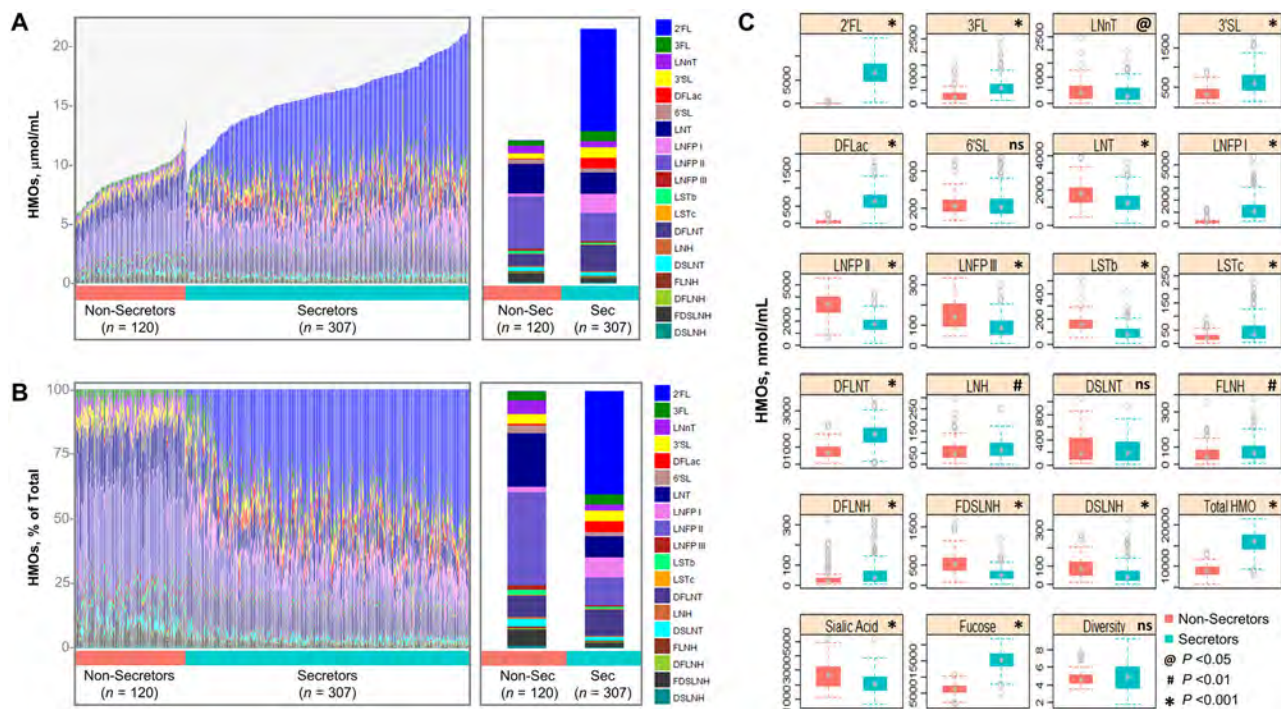 A
20
15
10
5
0
HMOs, μmol/mL
Non-Secretors
(n = 120)
Secretors
(n = 307)
Non-Sec
(n = 120)
Sec
(n = 307)
2'FL
3FL
LNnT
3'SL
DFLac
6'SL
LNT
LNFP I
LNFP II
LNFP III
LSTb
LSTc
DFLNT
LNH
DSLNT
FLNH
DFLNH
FDSLNH
DSLNH
B
100
75
50
25
0
HMOs, % of Total
Non-Secretors
(n = 120)
Secretors
(n = 307)
Non-Sec
(n = 120)
Sec
(n = 307)
2'FL
3FL
LNnT
3'SL
DFLac
6'SL
LNT
LNFP I
LNFP II
LNFP III
LSTb
LSTc
DFLNT
LNH
DSLNT
FLNH
DFLNH
FDSLNH
DSLNH
C
HMOs, nmol/mL
2'FL *
3FL *
LNnT @
3'SL *
DFLac *
6'SL ns
LNT *
LNFP I *
LNFP II *
LNFP III *
LSTb *
LSTc *
DFLNT *
LNH #
DSLNT ns
FLNH #
DFLNH *
FDSLNH *
DSLNH *
Total HMO *
Sialic Acid *
Fucose *
Diversity ns
Non-Secretors
Secretors
@ P <0.05
# P <0.01
* P <0.001